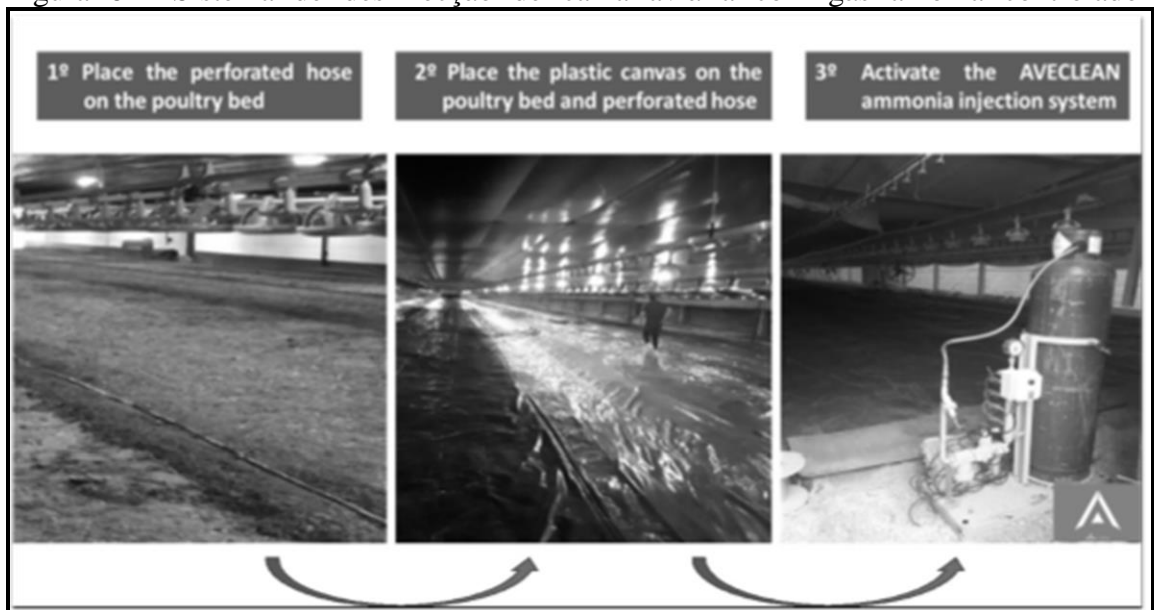 1º Place the perforated hose
on the poultry bed
2º Place the plastic canvas on the
poultry bed and perforated hose
3º Activate the AVECLEAN
ammonia injection system